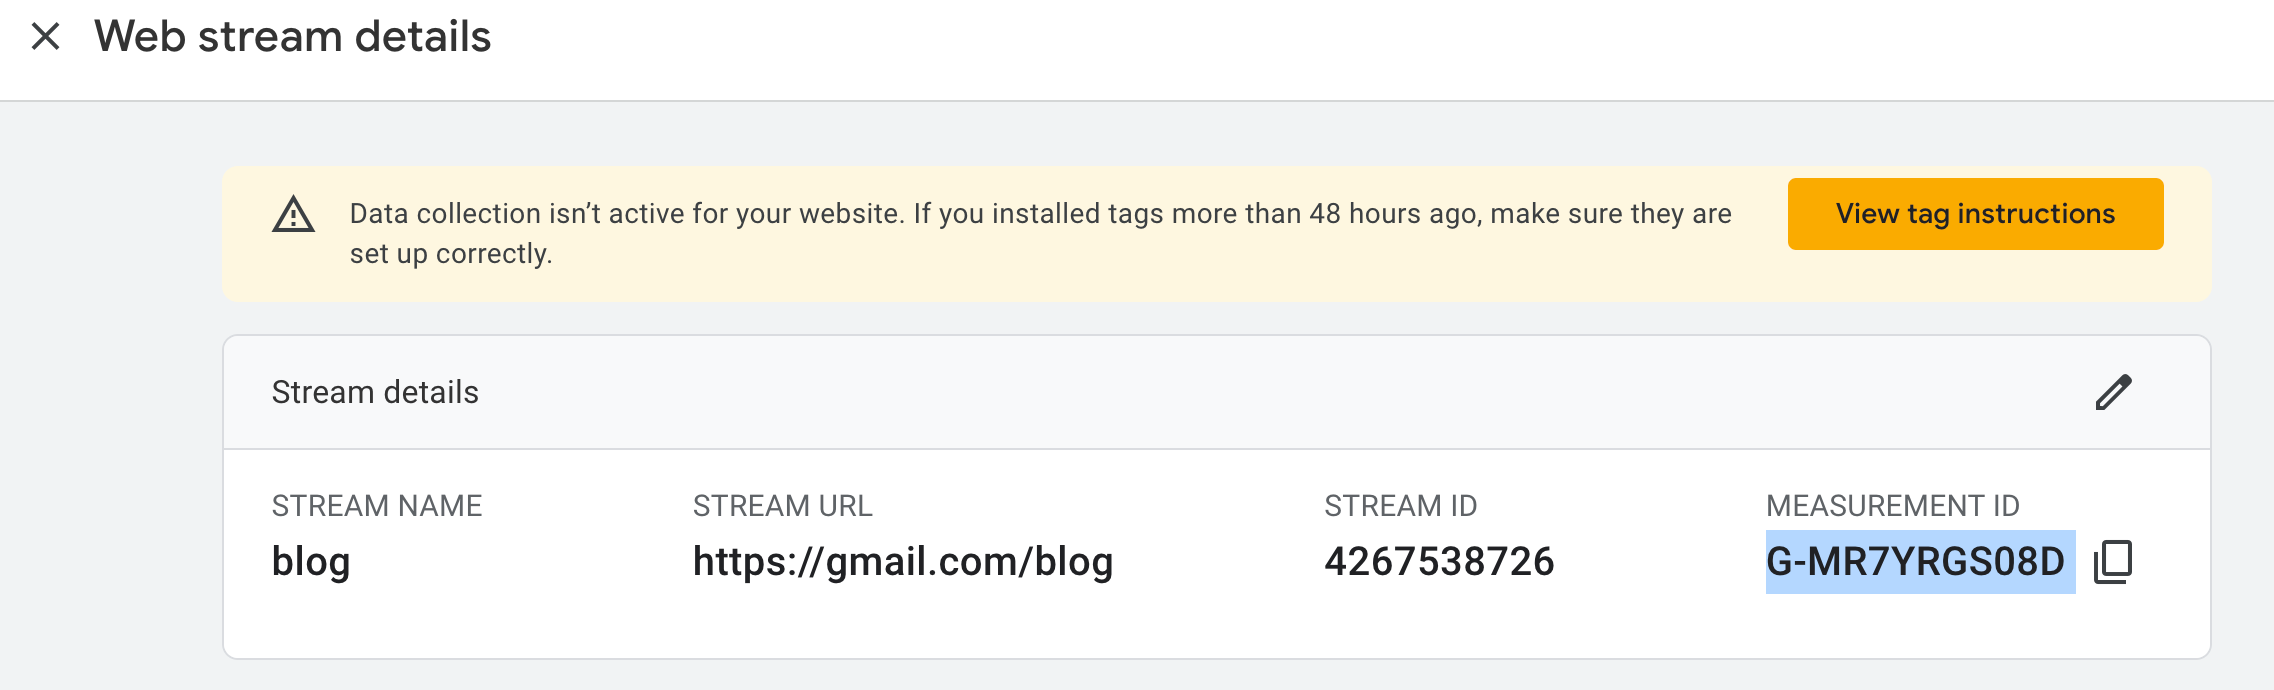 Web stream details
Data collection isn’t active for your website. If you installed tags more than 48 hours ago, make sure they are
set up correctly.
View tag instructions
Stream details
STREAM NAME
blog
STREAM URL
https://gmail.com/blog
STREAM ID
4267538726
MEASUREMENT ID
G-MR7YRGS08D